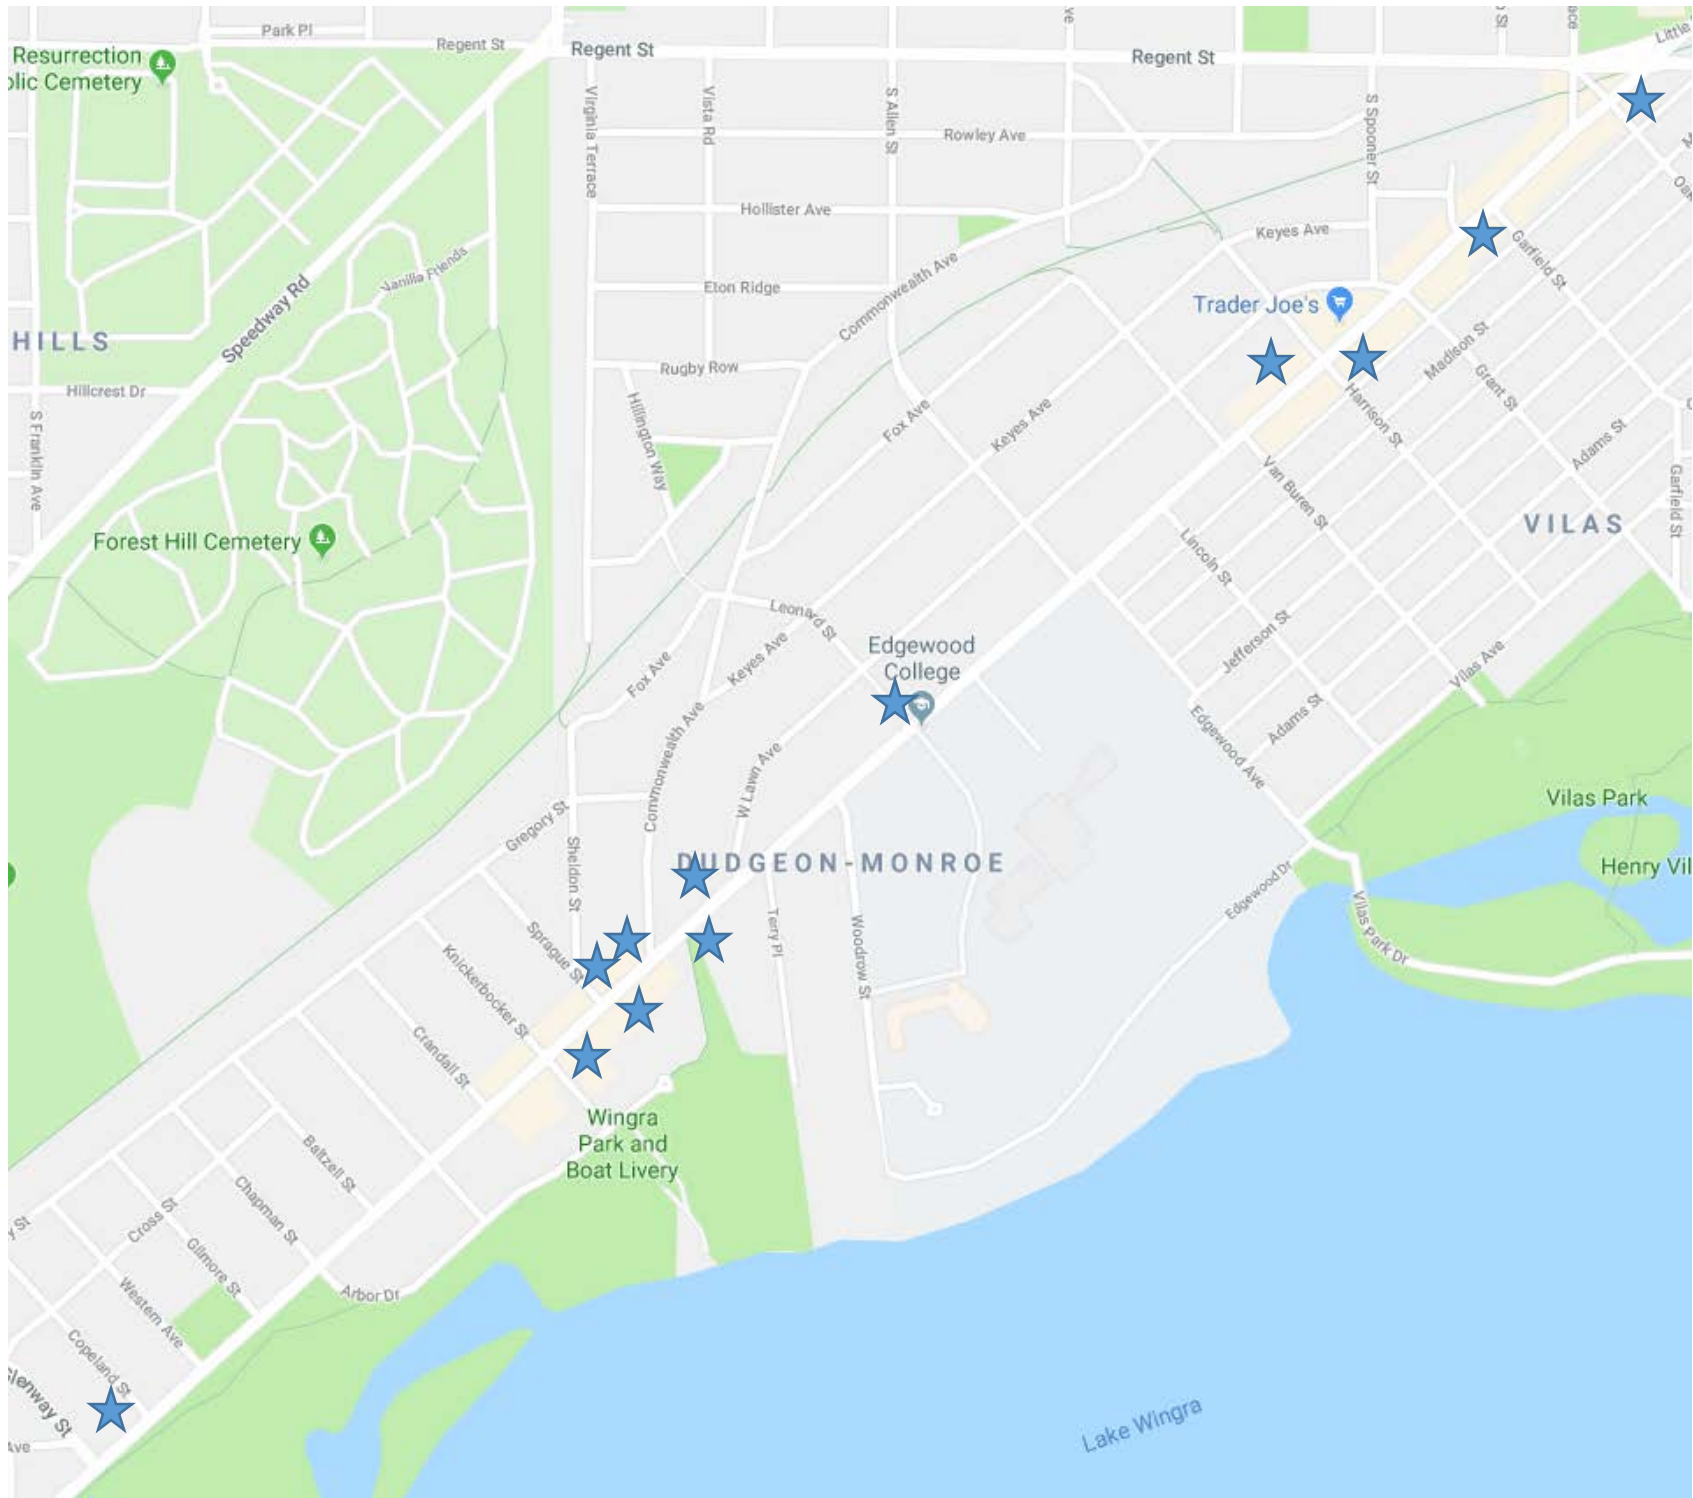 Park Pl
Regent St
Regent St
Regent St
Little
Resurrection
olic Cemetery
Virginia Terrace
Vista Rd
S Allen St
Rowley Ave
S Spooner St
Hollister Ave
Keyes Ave
Garfield St
Vanilla Friends
Eton Ridge
Commonwealth Ave
Trader Joe's
HILLS
Speedway Rd
Hillcrest Dr
Rugby Row
Madison St
Grant St
Harrison St
S Franklin Ave
Hillington Way
Fox Ave
Keyes Ave
Adams St
Garfield St
Van Buren St
VILAS
Forest Hill Cemetery
Lincoln St
Leonard St
Jefferson St
Vilas Ave
Edgewood
College
Fox Ave
Keyes Ave
Commonwealth Ave
W Lawn Ave
Edgewood Ave
Adams St
Vilas Park
Henry Vil
Gregory St
Sheldon St
DUDGEON-MONROE
Edgewood Dr
Vilas Park Dr
Terry Pl
Woodrow St
Sprague St
Knickerbocker St
Crandall St
Wingra
Park and
Boat Livery
Baltzell St
Chapman St
Cross St
Gilmore St
Western Ave
Arbor Dr
Copeland St
Glenway St
Ave
Lake Wingra